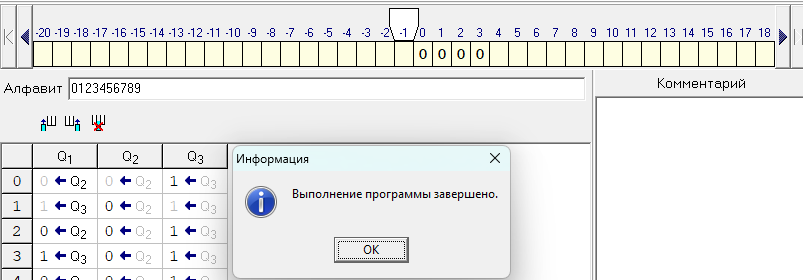 -20 -19 -18 -17 -16 -15 -14 -13 -12 -11 -10 -9 -8 -7 -6 -5 -4 -3 -2 -1 0 1 2 3 4 5 6 7 8 9 10 11 12 13 14 15 16 17 18
0 0 0 0
Алфавит 0123456789
Комментарий
Q1 Q2 Q3
0 0 ← Q2 0 ← Q2 1 ← Q3
1 1 ← Q3 0 ← Q2 1 ← Q3
2 0 ← Q2 0 ← Q2 1 ← Q3
3 1 ← Q3 0 ← Q2 1 ← Q3
Информация
Выполнение программы завершено.
OK